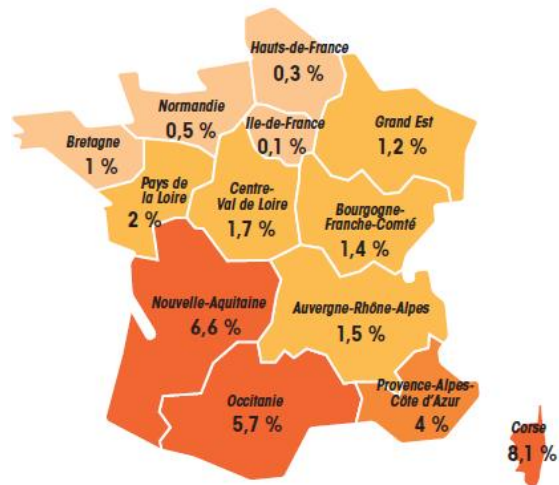 Hauts-de-France
0,3 %
Normandie
0,5 %
Ile-de-France
0,1 %
Grand Est
1,2 %
Bretagne
1 %
Pays de
la Loire
2 %
Centre-
Val de Loire
1,7 %
Bourgogne-
Franche-Comté
1,4 %
Nouvelle-Aquitaine
6,6 %
Auvergne-Rhône-Alpes
1,5 %
Occitanie
5,7 %
Provence-Alpes-
Côte d'Azur
4 %
Corse
8,1 %